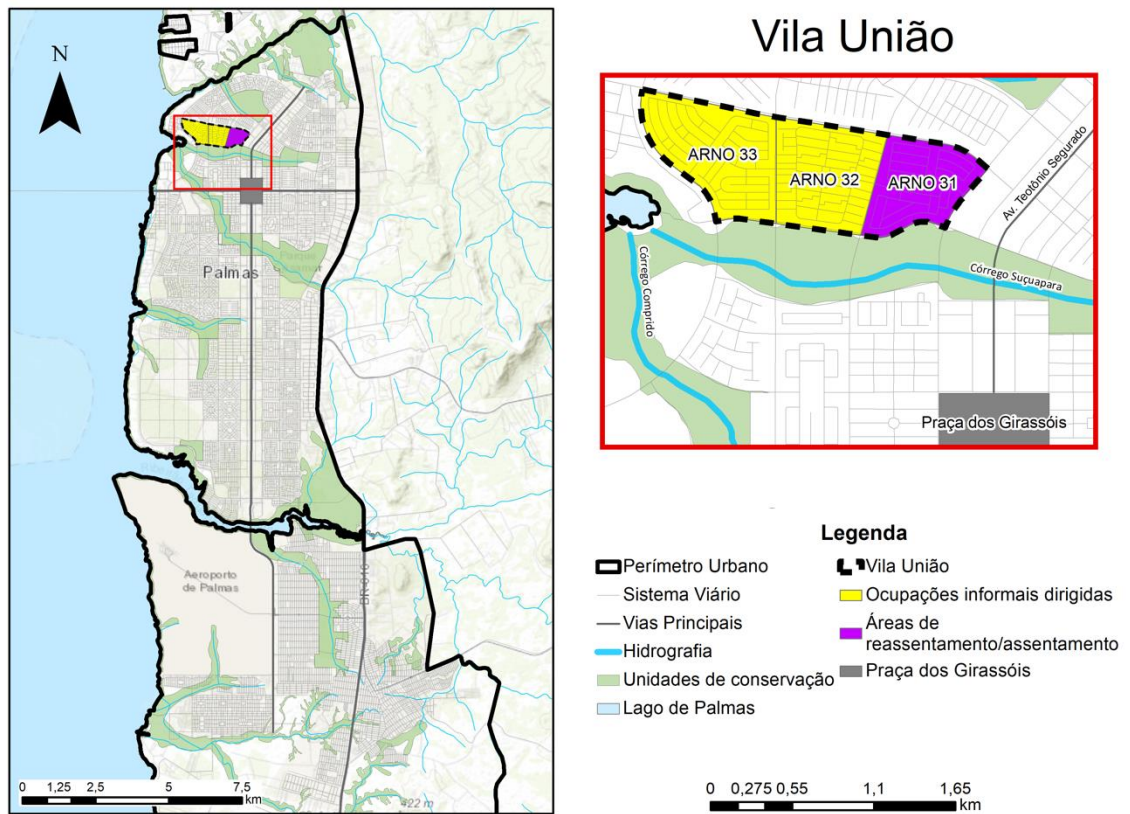 N
Palmas
Aeroporto
de Palmas
422 m
0 1,25 2,5 5 7,5
km
Vila União
ARNO 33
ARNO 32
ARNO 31
Av. Teotônio Segurado
Córrego Suçuapara
Córrego Comprido
Praça dos Girassóis
Legenda
Perímetro Urbano
Sistema Viário
Vias Principais
Hidrografia
Unidades de conservação
Lago de Palmas
Vila União
Ocupações informais dirigidas
Áreas de
reassentamento/assentamento
Praça dos Girassóis
0 0,275 0,55 1,1 1,65
km